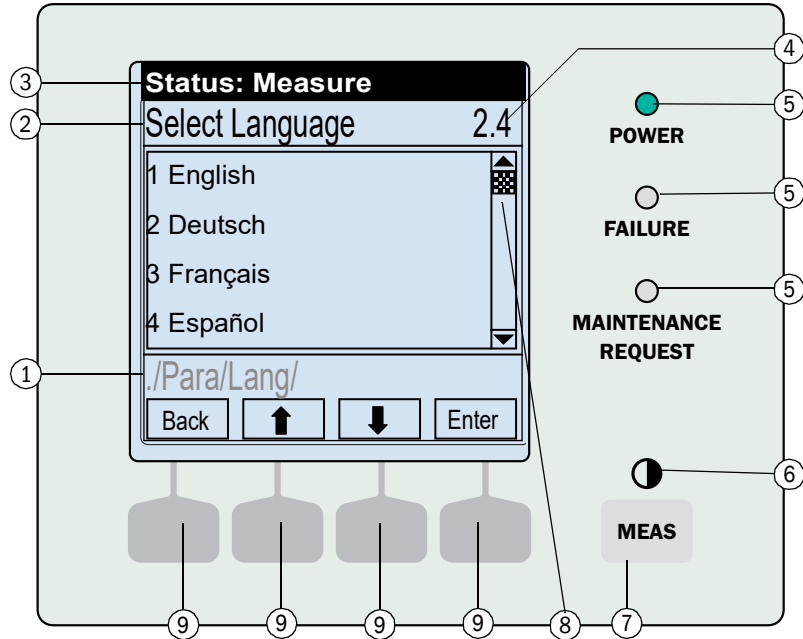 3 Status: Measure
4
2 Select Language 2.4
5
POWER
1 English
2 Deutsch
3 Français
4 Español
5
FAILURE
5
MAINTENANCE
REQUEST
1 ./Para/Lang/
Back Enter
6
MEAS
9 9 9 9 8 7